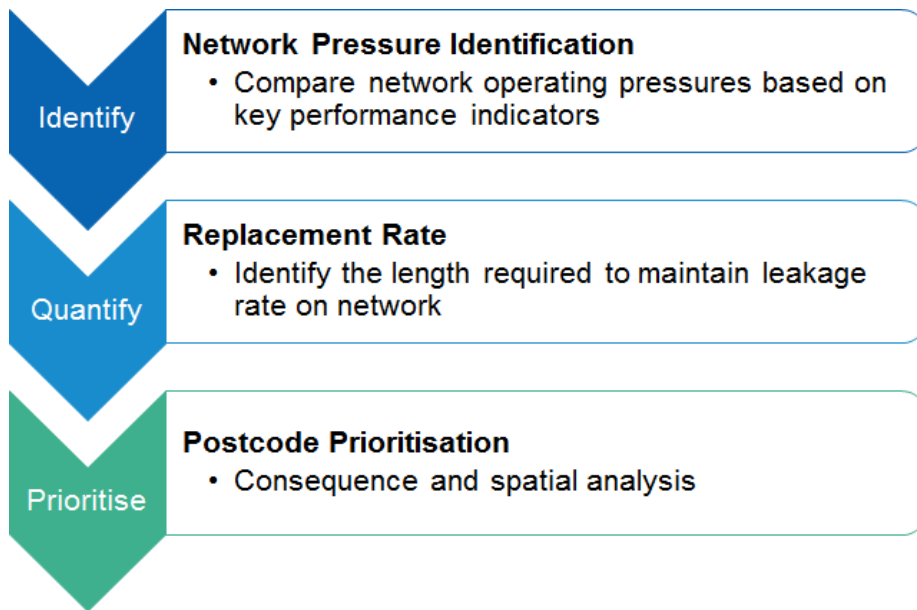 Identify
Network Pressure Identification
• Compare network operating pressures based on
key performance indicators
Quantify
Replacement Rate
• Identify the length required to maintain leakage
rate on network
Prioritise
Postcode Prioritisation
• Consequence and spatial analysis